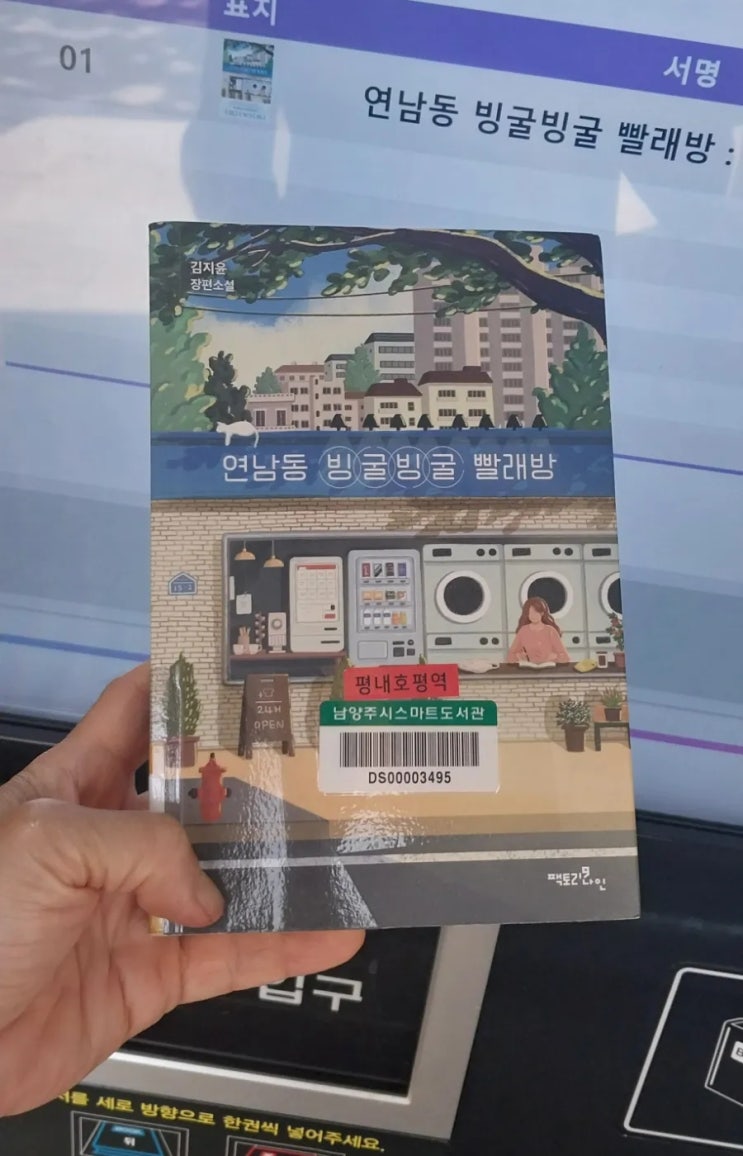 표지
서명
01
연남동 빙굴빙굴 빨래방 :
김지윤
장편소설
연남동 빙굴빙굴 빨래방
24H
OPEN
평내호평역
남양주시스마트도서관
DS00003495
팩토리나인
입구
를 세로 방향으로 한권씩 넣어주세요.
뒤